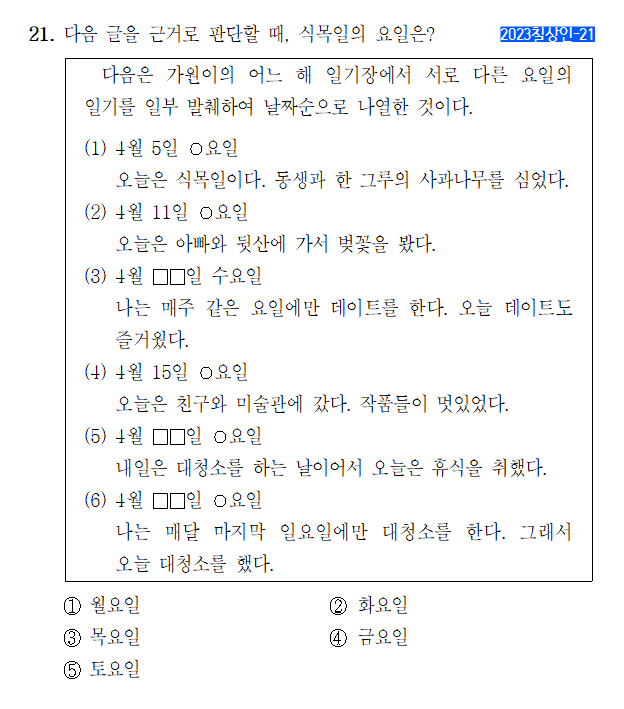 21. 다음 글을 근거로 판단할 때, 식목일의 요일은? 2023칠상인-21
다음은 가원이의 어느 해 일기장에서 서로 다른 요일의
일기를 일부 발췌하여 날짜순으로 나열한 것이다.
(1) 4월 5일 ○요일
오늘은 식목일이다. 동생과 한 그루의 사과나무를 심었다.
(2) 4월 11일 ○요일
오늘은 아빠와 뒷산에 가서 벚꽃을 봤다.
(3) 4월 □□일 수요일
나는 매주 같은 요일에만 데이트를 한다. 오늘 데이트도
즐거웠다.
(4) 4월 15일 ○요일
오늘은 친구와 미술관에 갔다. 작품들이 멋있었다.
(5) 4월 □□일 ○요일
내일은 대청소를 하는 날이어서 오늘은 휴식을 취했다.
(6) 4월 □□일 ○요일
나는 매달 마지막 일요일에만 대청소를 한다. 그래서
오늘 대청소를 했다.
① 월요일 ② 화요일
③ 목요일 ④ 금요일
⑤ 토요일